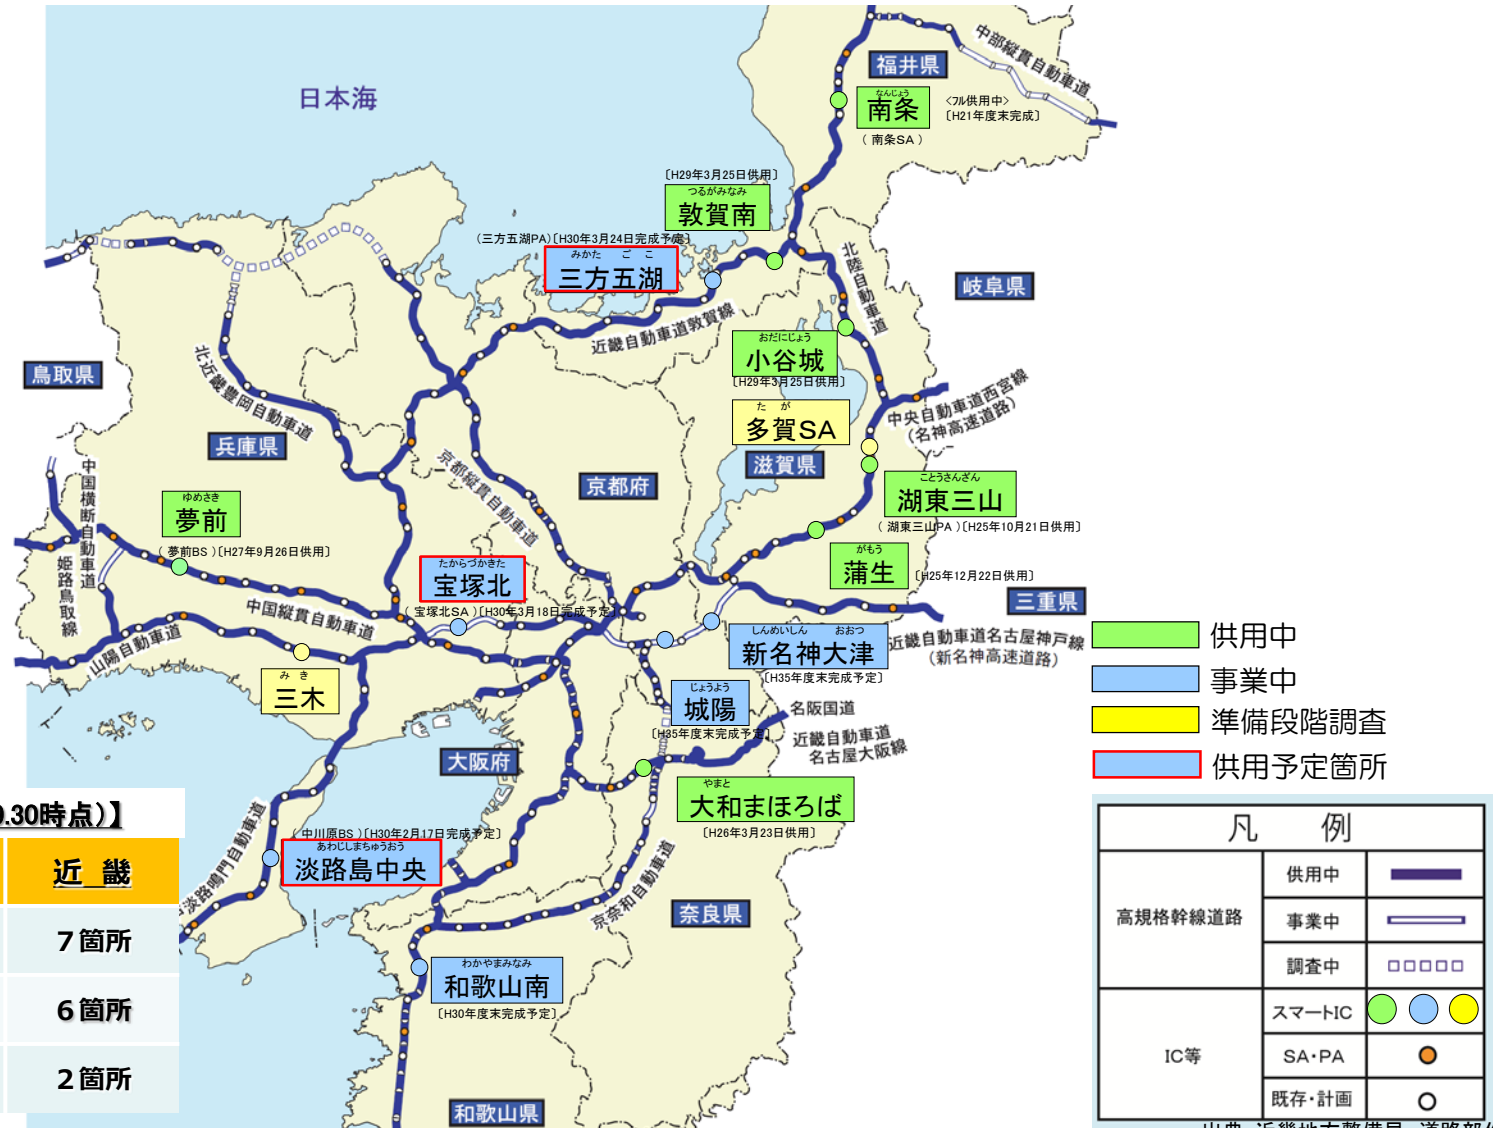 日本海
福井県
中部縦貫自動車道
なんじょう
南条
<フル供用中>
〔H21年度末完成〕
( 南条SA )
〔H29年3月25日供用〕
つるがみなみ
敦賀南
(三方五湖PA)〔H30年3月24日完成予定〕
みかた ご こ
三方五湖
北陸自動車道
岐阜県
近畿自動車道敦賀線
おだにじょう
小谷城
〔H29年3月25日供用〕
鳥取県
北近畿豊岡自動車道
た が
多賀SA
中央自動車道西宮線
(名神高速道路)
兵庫県
滋賀県
京都府
京都縦貫自動車道
中国横断自動車道
姫路鳥取線
ことうさんざん
湖東三山
( 湖東三山PA )〔H25年10月21日供用〕
ゆめさき
夢前
( 夢前BS )〔H27年9月26日供用〕
がもう
蒲生
〔H25年12月22日供用〕
たからづかきた
宝塚北
( 宝塚北SA )〔H30年3月18日完成予定〕
三重県
中国縦貫自動車道
山陽自動車道
しんめいしん おおつ
新名神大津
〔H35年度末完成予定〕
近畿自動車道名古屋神戸線
(新名神高速道路)
み き
三木
じょうよう
城陽
〔H35年度末完成予定〕
名阪国道
近畿自動車道
名古屋大阪線
大阪府
やまと
大和まほろば
〔H26年3月23日供用〕
供用中
事業中
準備段階調査
供用予定箇所
.30時点)】
近 畿
7箇所
6箇所
2箇所
淡路鳴門自動車道
( 中川原BS )〔H30年2月17日完成予定〕
あわじしまちゅうおう
淡路島中央
京奈和自動車道
奈良県
わかやまみなみ
和歌山南
〔H30年度末完成予定〕
和歌山県
凡 例
高規格幹線道路
供用中
事業中
調査中
IC等
スマートIC
SA・PA
既存・計画